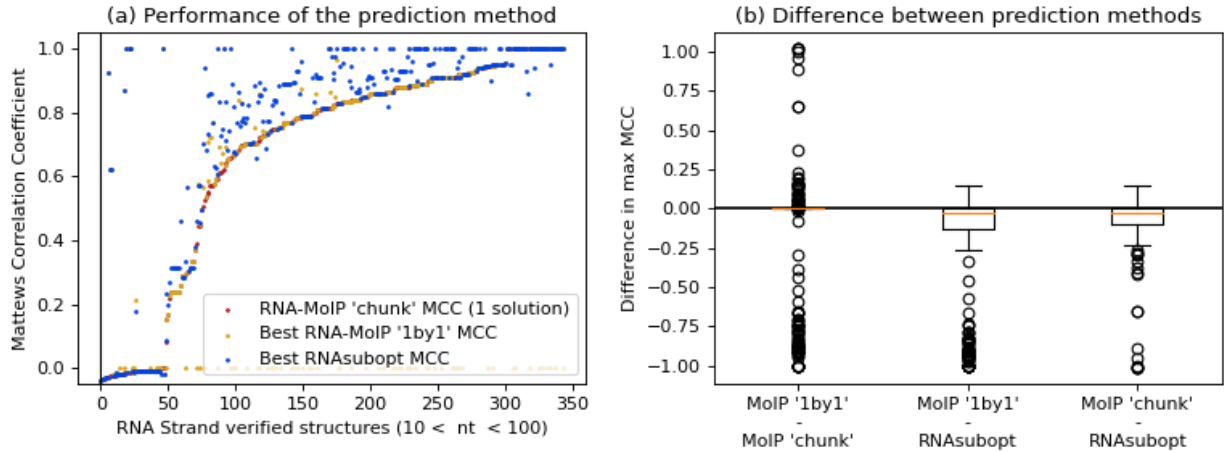 (a) Performance of the prediction method
Mattews Correlation Coefficient
1.0
0.8
0.6
0.4
0.2
0.0
RNA-MoIP 'chunk' MCC (1 solution)
Best RNA-MoIP '1by1' MCC
Best RNAsubopt MCC
0 50 100 150 200 250 300 350
RNA Strand verified structures (10 < nt < 100)
(b) Difference between prediction methods
Difference in max MCC
1.00
0.75
0.50
0.25
0.00
−0.25
−0.50
−0.75
−1.00
MoIP '1by1'
-
MoIP 'chunk'
MoIP '1by1'
-
RNAsubopt
MoIP 'chunk'
-
RNAsubopt